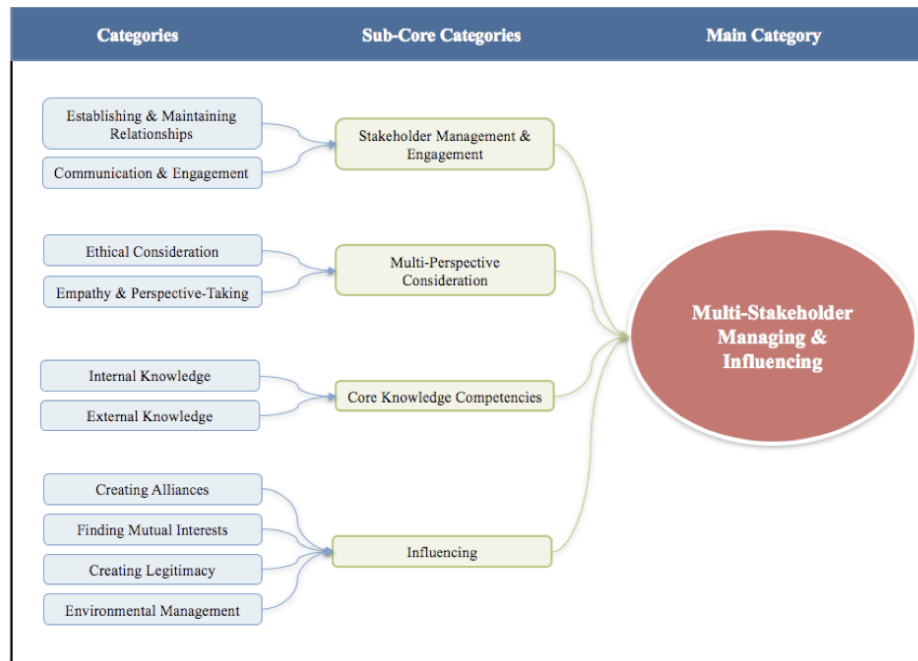 Categories
Sub-Core Categories
Main Category
Establishing & Maintaining
Relationships
Communication & Engagement
Stakeholder Management &
Engagement
Ethical Consideration
Empathy & Perspective-Taking
Multi-Perspective
Consideration
Internal Knowledge
External Knowledge
Core Knowledge Competencies
Creating Alliances
Finding Mutual Interests
Creating Legitimacy
Environmental Management
Influencing
Multi-Stakeholder
Managing &
Influencing